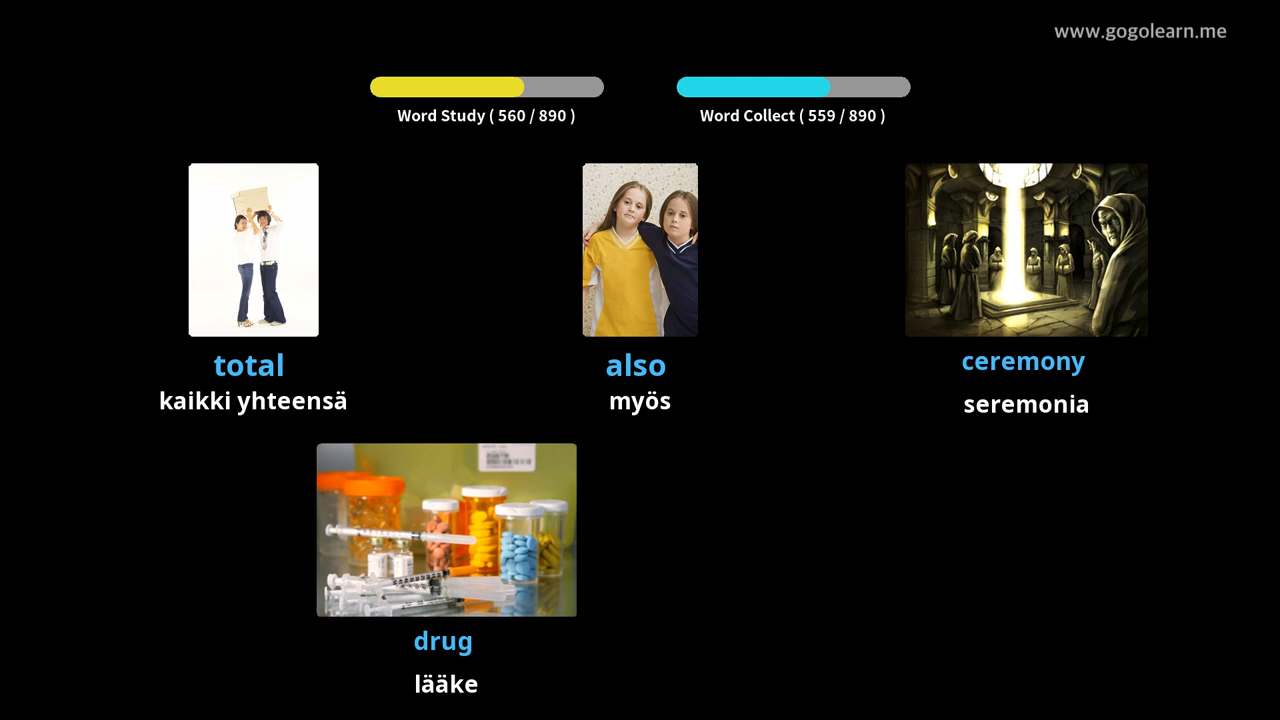 www.gogolearn.me
Word Study ( 560 / 890 )
Word Collect ( 559 / 890 )
total
kaikki yhteensä
also
myös
ceremony
seremonia
drug
lääke